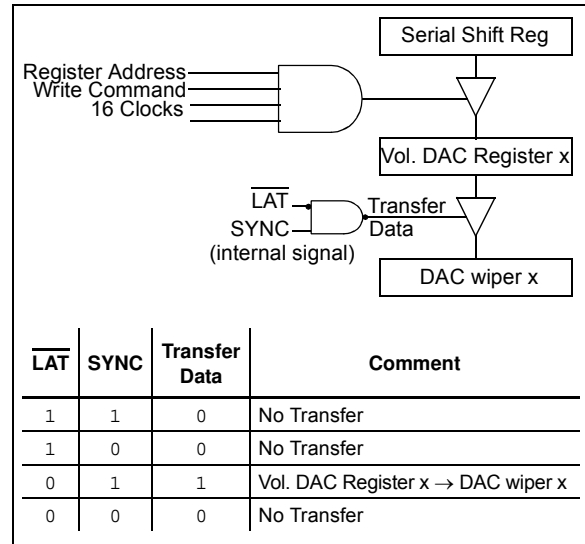 Serial Shift Reg
Register Address
Write Command
16 Clocks
Vol. DAC Register x
LAT
Transfer
SYNC
Data
(internal signal)
DAC wiper x
LAT SYNC Transfer Data Comment
1 1 0 No Transfer
1 0 0 No Transfer
0 1 1 Vol. DAC Register x → DAC wiper x
0 0 0 No Transfer